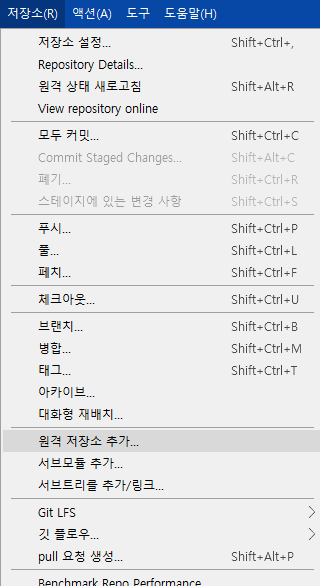 저장소(R) 액션(A) 도구 도움말(H)
저장소 설정... Shift+Ctrl+,
Repository Details...
원격 상태 새로고침 Shift+Alt+R
View repository online
모두 커밋... Shift+Ctrl+C
Commit Staged Changes... Shift+Alt+C
폐기... Shift+Ctrl+R
스테이지에 있는 변경 사항 Shift+Ctrl+S
푸시... Shift+Ctrl+P
풀... Shift+Ctrl+L
페치... Shift+Ctrl+F
체크아웃... Shift+Ctrl+U
브랜치... Shift+Ctrl+B
병합... Shift+Ctrl+M
태그... Shift+Ctrl+T
아카이브...
대화형 재배치...
원격 저장소 추가...
서브모듈 추가...
서브트리를 추가/링크...
Git LFS
깃 플로우...
pull 요청 생성... Shift+Alt+P
Benchmark Repo Performance